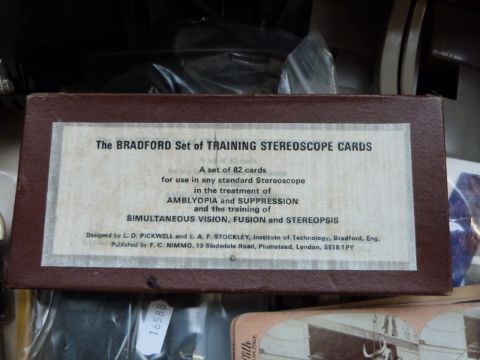 The BRADFORD Set of TRAINING STEREOSCOPE CARDS
A set of 82 cards
for use in any standard Stereoscope
in the treatment of
AMBLYOPIA and SUPPRESSION
and the training of
SIMULTANEOUS VISION, FUSION and STEREOPSIS
Designed by L. D. PICKWELL and L. A. F. STOCKLEY, Institute of Technology, Bradford, Eng.
Published by F. C. NIMMO, 13 Sladedale Road, Plumstead, London, SE18 1PY
©